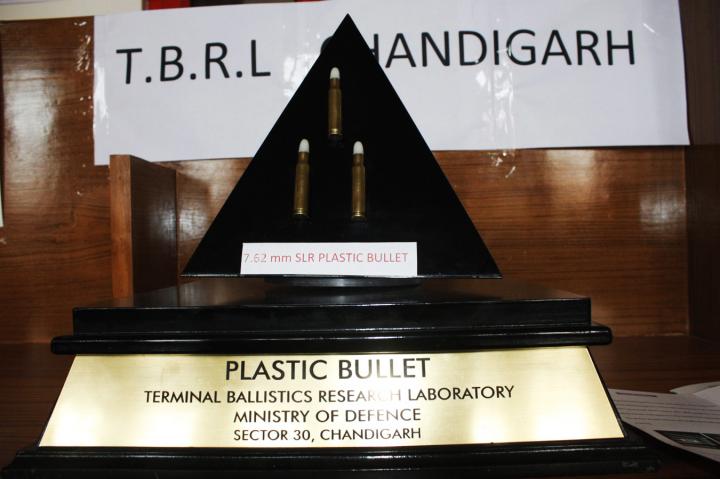 T.B.R.L CHANDIGARH
7.62 mm SLR PLASTIC BULLET
PLASTIC BULLET
TERMINAL BALLISTICS RESEARCH LABORATORY
MINISTRY OF DEFENCE
SECTOR 30, CHANDIGARH